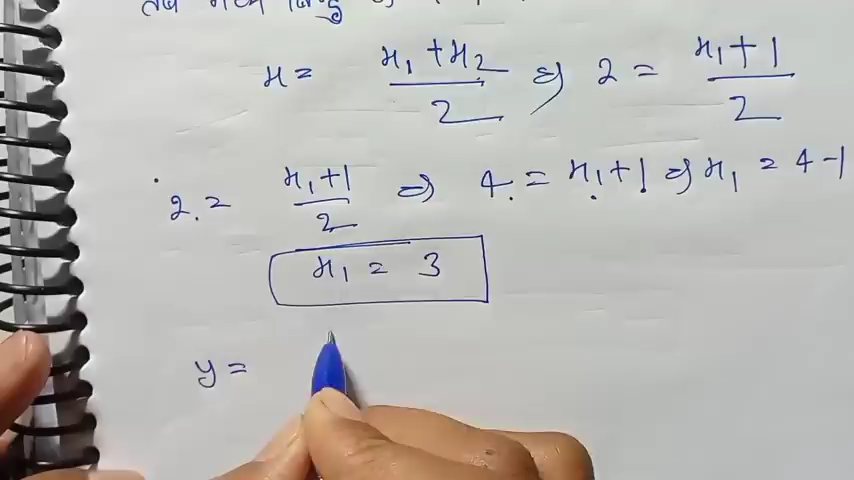 x = x₁ + x₂ / 2 ⇒ 2 = x₁ + 1 / 2
2 = x₁ + 1 / 2 ⇒ 4 = x₁ + 1 ⇒ x₁ = 4 - 1
x₁ = 3
y =